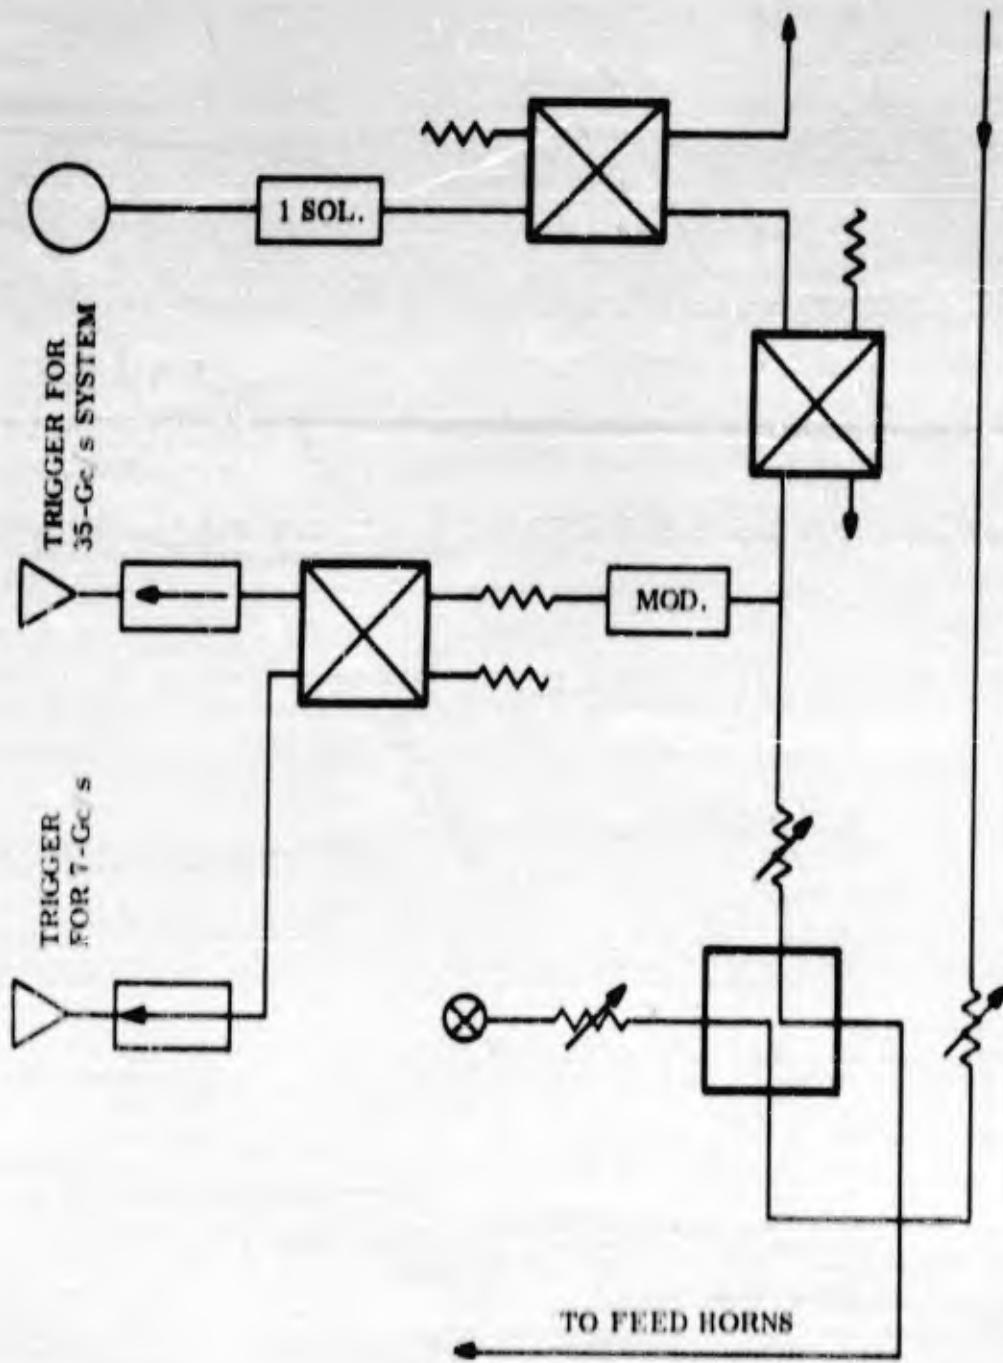 1 SOL.
TRIGGER FOR
35-Gc/s SYSTEM
MOD.
TRIGGER
FOR 7-Gc/s
TO FEED HORNS